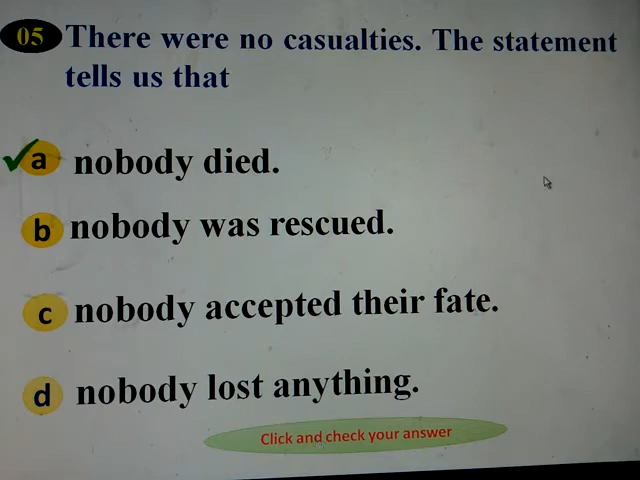 05 There were no casualties. The statement
tells us that
a nobody died.
b nobody was rescued.
c nobody accepted their fate.
d nobody lost anything.
Click and check your answer